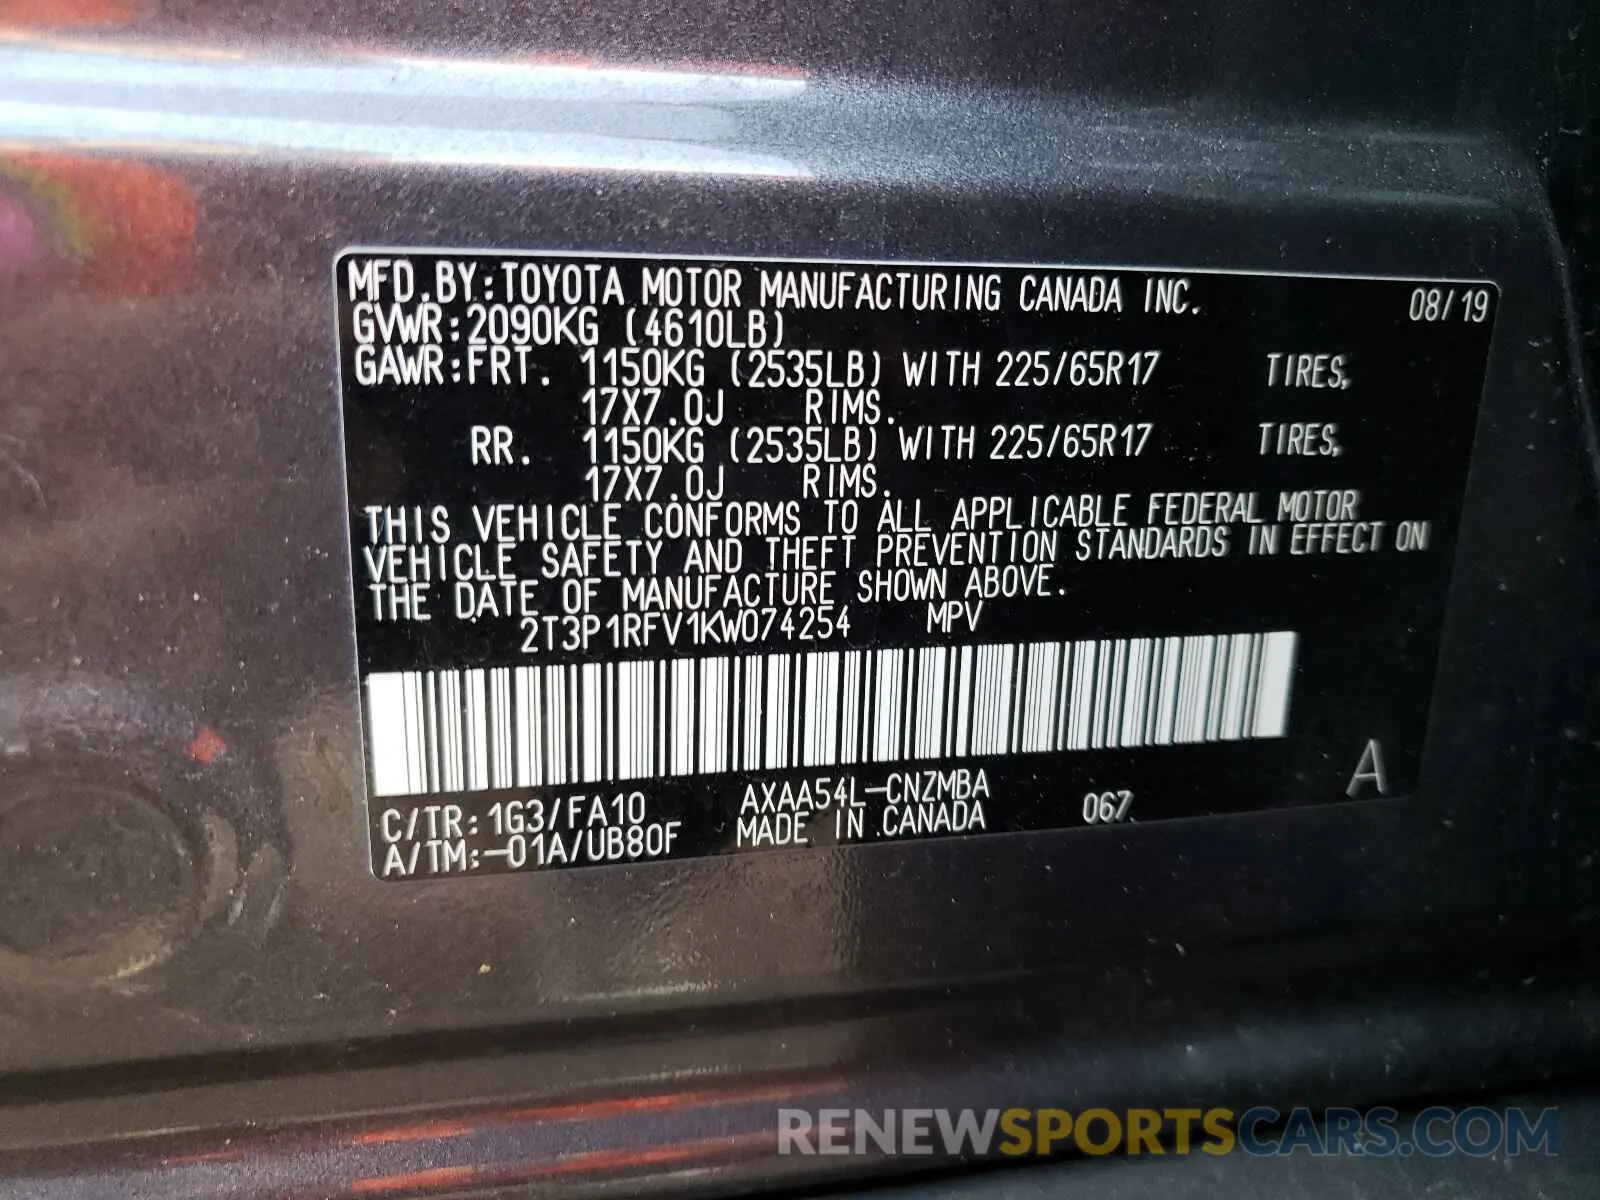 MFD.BY:TOYOTA MOTOR MANUFACTURING CANADA INC. 08/19
GVWR:2090KG (4610LB)
GAWR:FRT. 1150KG (2535LB) WITH 225/65R17 TIRES,
17X7.0J RIMS.
RR. 1150KG (2535LB) WITH 225/65R17 TIRES,
17X7.0J RIMS.
THIS VEHICLE CONFORMS TO ALL APPLICABLE FEDERAL MOTOR
VEHICLE SAFETY AND THEFT PREVENTION STANDARDS IN EFFECT ON
THE DATE OF MANUFACTURE SHOWN ABOVE.
2T3P1RFV1KW074254 MPV
A
C/TR:1G3/FA10 AXAA54L-CNZMBA 067
A/TM:-01A/UB80F MADE IN CANADA
RENEWSPORTSCARS.COM